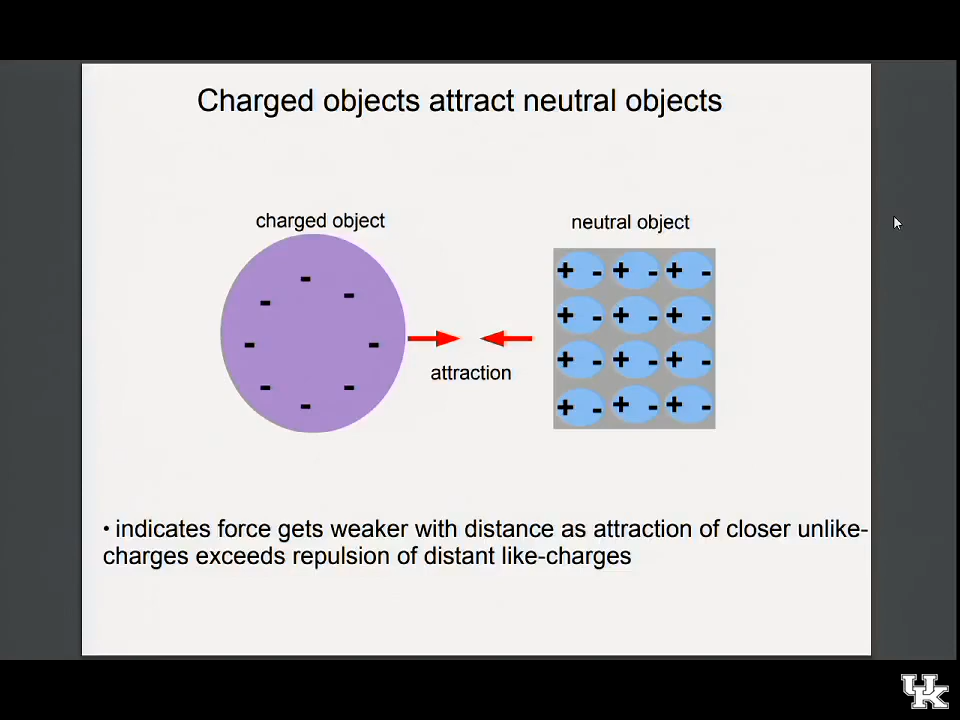 Charged objects attract neutral objects
charged object
neutral object
-
- -
- -
- -
-
+ - + - + -
+ - + - + -
+ - + - + -
+ - + - + -
attraction
• indicates force gets weaker with distance as attraction of closer unlike-
charges exceeds repulsion of distant like-charges
UK